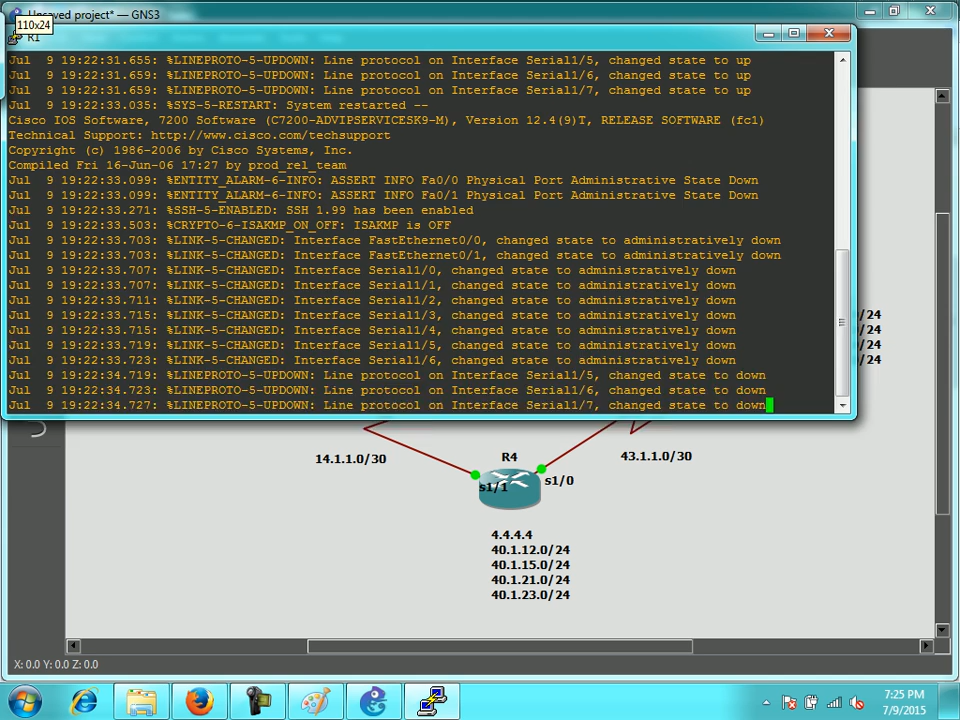 Unsaved project* — GNS3
110x24
R1
Jul  9 19:22:31.655: %LINEPROTO-5-UPDOWN: Line protocol on Interface Serial1/5, changed state to up
Jul  9 19:22:31.659: %LINEPROTO-5-UPDOWN: Line protocol on Interface Serial1/6, changed state to up
Jul  9 19:22:31.659: %LINEPROTO-5-UPDOWN: Line protocol on Interface Serial1/7, changed state to up
Jul  9 19:22:33.035: %SYS-5-RESTART: System restarted --
Cisco IOS Software, 7200 Software (C7200-ADVIPSERVICESK9-M), Version 12.4(9)T, RELEASE SOFTWARE (fc1)
Technical Support: http://www.cisco.com/techsupport
Copyright (c) 1986-2006 by Cisco Systems, Inc.
Compiled Fri 16-Jun-06 17:27 by prod_rel_team
Jul  9 19:22:33.099: %ENTITY_ALARM-6-INFO: ASSERT INFO Fa0/0 Physical Port Administrative State Down
Jul  9 19:22:33.099: %ENTITY_ALARM-6-INFO: ASSERT INFO Fa0/1 Physical Port Administrative State Down
Jul  9 19:22:33.271: %SSH-5-ENABLED: SSH 1.99 has been enabled
Jul  9 19:22:33.503: %CRYPTO-6-ISAKMP_ON_OFF: ISAKMP is OFF
Jul  9 19:22:33.703: %LINK-5-CHANGED: Interface FastEthernet0/0, changed state to administratively down
Jul  9 19:22:33.703: %LINK-5-CHANGED: Interface FastEthernet0/1, changed state to administratively down
Jul  9 19:22:33.707: %LINK-5-CHANGED: Interface Serial1/0, changed state to administratively down
Jul  9 19:22:33.707: %LINK-5-CHANGED: Interface Serial1/1, changed state to administratively down
Jul  9 19:22:33.711: %LINK-5-CHANGED: Interface Serial1/2, changed state to administratively down
Jul  9 19:22:33.715: %LINK-5-CHANGED: Interface Serial1/3, changed state to administratively down
Jul  9 19:22:33.715: %LINK-5-CHANGED: Interface Serial1/4, changed state to administratively down
Jul  9 19:22:33.719: %LINK-5-CHANGED: Interface Serial1/5, changed state to administratively down
Jul  9 19:22:33.723: %LINK-5-CHANGED: Interface Serial1/6, changed state to administratively down
Jul  9 19:22:34.719: %LINEPROTO-5-UPDOWN: Line protocol on Interface Serial1/5, changed state to down
Jul  9 19:22:34.723: %LINEPROTO-5-UPDOWN: Line protocol on Interface Serial1/6, changed state to down
Jul  9 19:22:34.727: %LINEPROTO-5-UPDOWN: Line protocol on Interface Serial1/7, changed state to down
/24
/24
/24
/24
14.1.1.0/30
R4
43.1.1.0/30
s1/1
s1/0
4.4.4.4
40.1.12.0/24
40.1.15.0/24
40.1.21.0/24
40.1.23.0/24
X: 0.0 Y: 0.0 Z: 0.0
7:25 PM
7/9/2015